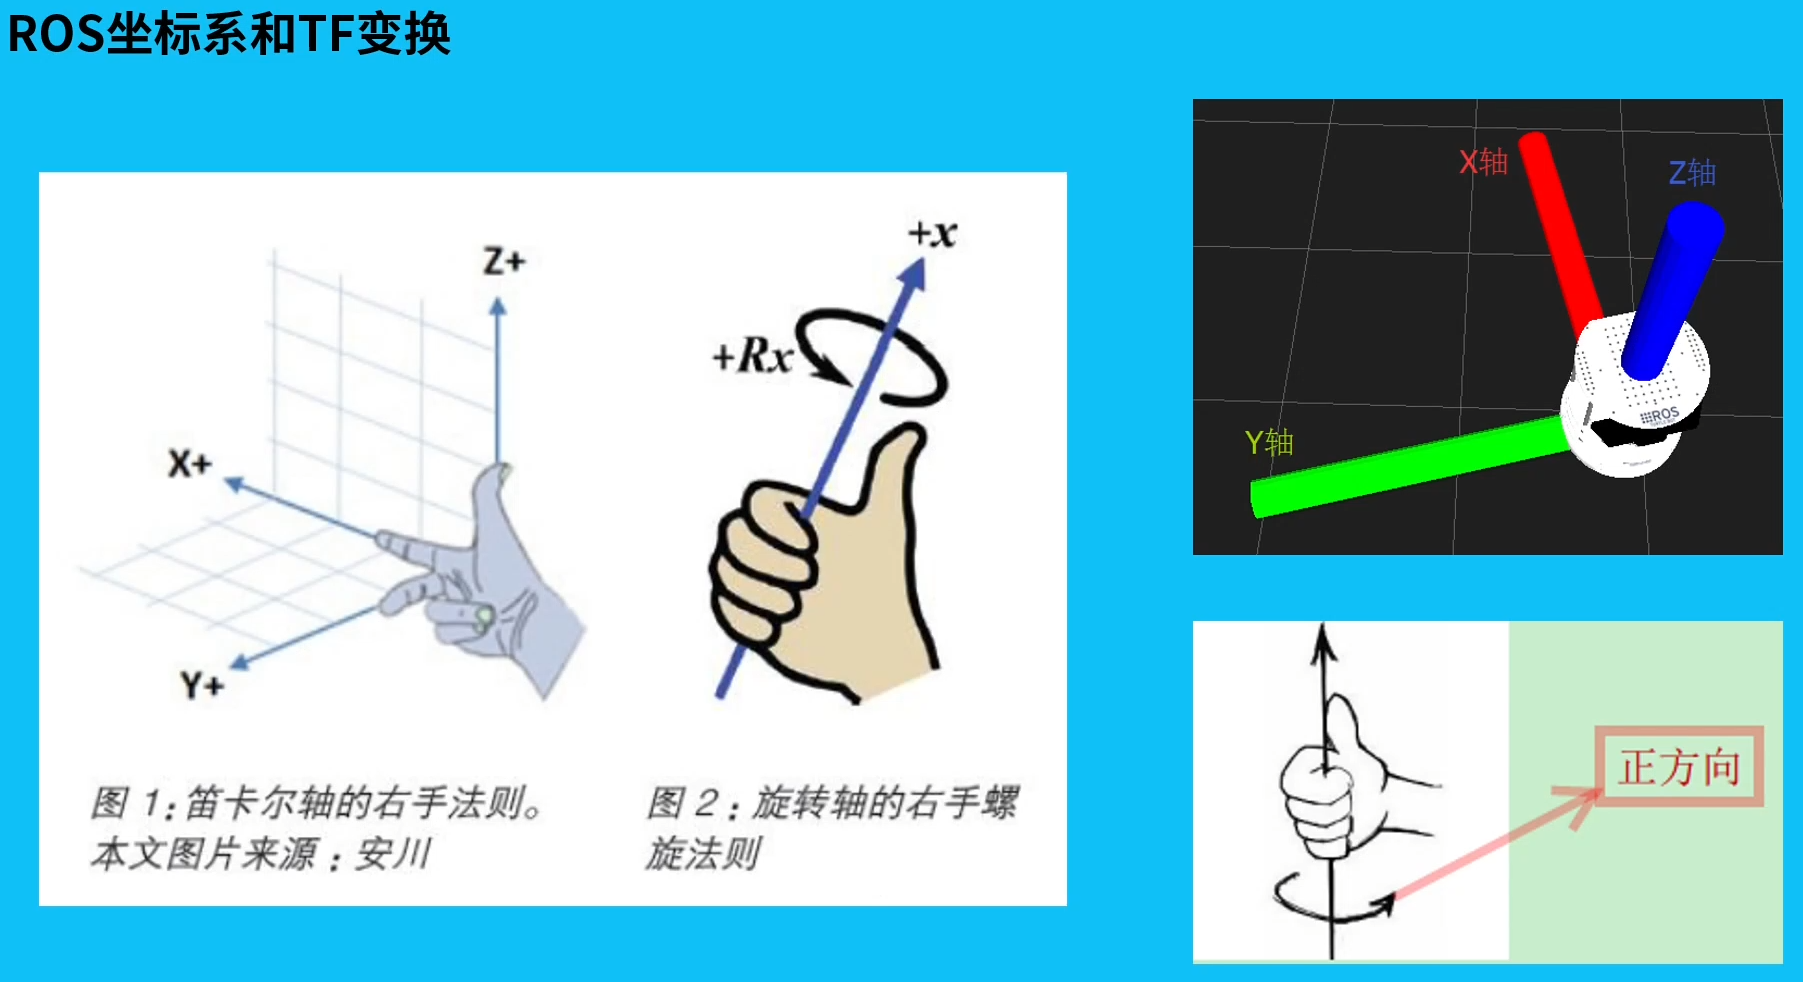 ROS坐标系和TF变换
Z+
X+
Y+
+x
+Rx
图 1:笛卡尔轴的右手法则。
本文图片来源：安川
图 2：旋转轴的右手螺
旋法则
X轴
Z轴
Y轴
ROS
正方向